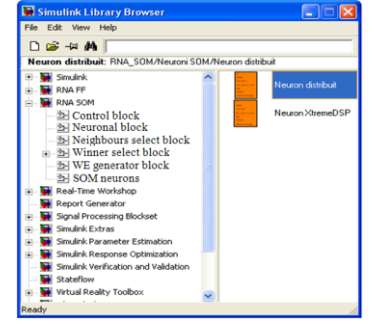 Simulink Library Browser
File Edit View Help
Neuron distribuit: RNA_SOM/Neuroni SOM/Neuron distribuit
Simulink
RNA FF
RNA SOM
Control block
Neuronal block
Neighbours select block
Winner select block
WE generator block
SOM neurons
Real-Time Workshop
Report Generator
Signal Processing Blockset
Simulink Extras
Simulink Parameter Estimation
Simulink Response Optimization
Simulink Verification and Validation
Stateflow
Virtual Reality Toolbox
Neuron distribuit
Neuron XtremeDSP
Ready